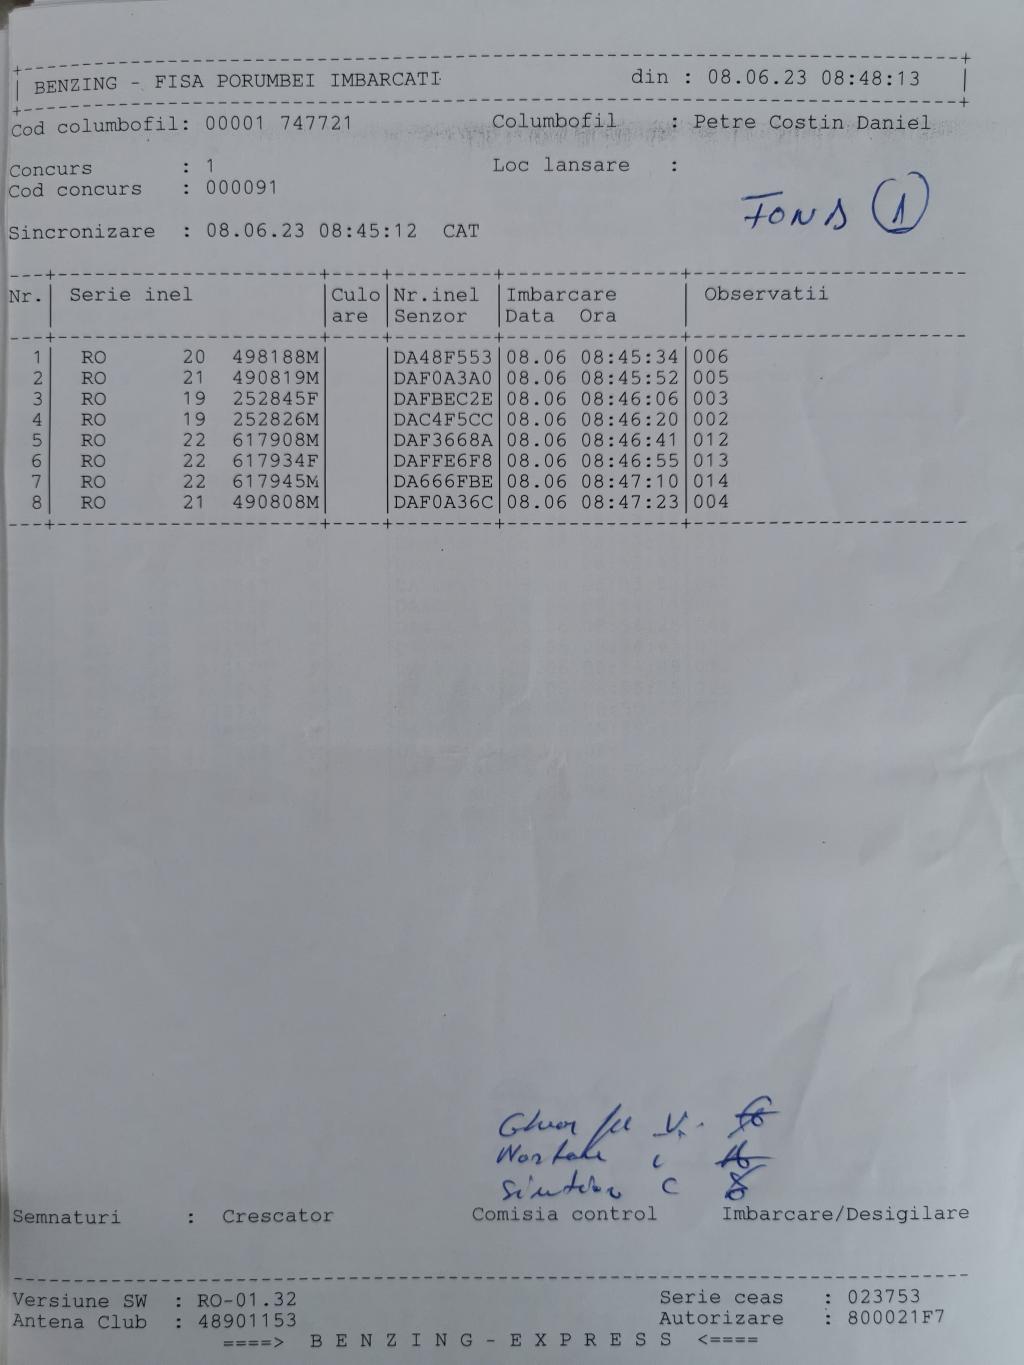 BENZING - FISA PORUMBEI IMBARCATI din : 08.06.23 08:48:13
Cod columbofil: 00001 747721 Columbofil : Petre Costin Daniel
Concurs : 1 Loc lansare :
Cod concurs : 000091
FOND 1
Sincronizare : 08.06.23 08:45:12 CAT
Nr. Serie inel Culo Nr.inel Imbarcare Observatii
are Senzor Data Ora
1 RO 20 498188M DA48F553 08.06 08:45:34 006
2 RO 21 490819M DAF0A3A0 08.06 08:45:52 005
3 RO 19 252845F DAFBEC2E 08.06 08:46:06 003
4 RO 19 252826M DAC4F5CC 08.06 08:46:20 002
5 RO 22 617908M DAF3668A 08.06 08:46:41 012
6 RO 22 617934F DAFFE6F8 08.06 08:46:55 013
7 RO 22 617945M DA666FBE 08.06 08:47:10 014
8 RO 21 490808M DAF0A36C 08.06 08:47:23 004
Semnaturi : Crescator Comisia control Imbarcare/Desigilare
Versiune SW : RO-01.32 Serie ceas : 023753
Antena Club : 48901153 Autorizare : 800021F7
====> B E N Z I N G - E X P R E S S <====